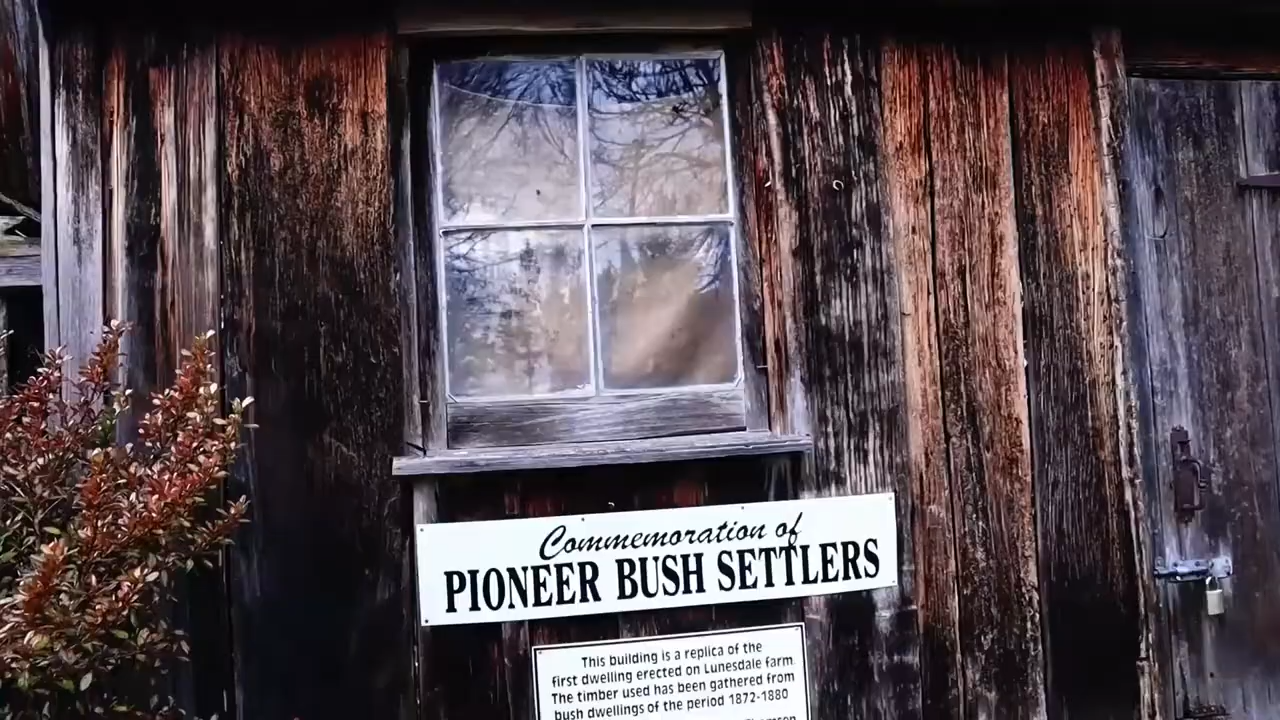 Commemoration of
PIONEER BUSH SETTLERS
This building is a replica of the
first dwelling erected on Lunesdale farm.
The timber used has been gathered from
bush dwellings of the period 1872-1880
Thomson